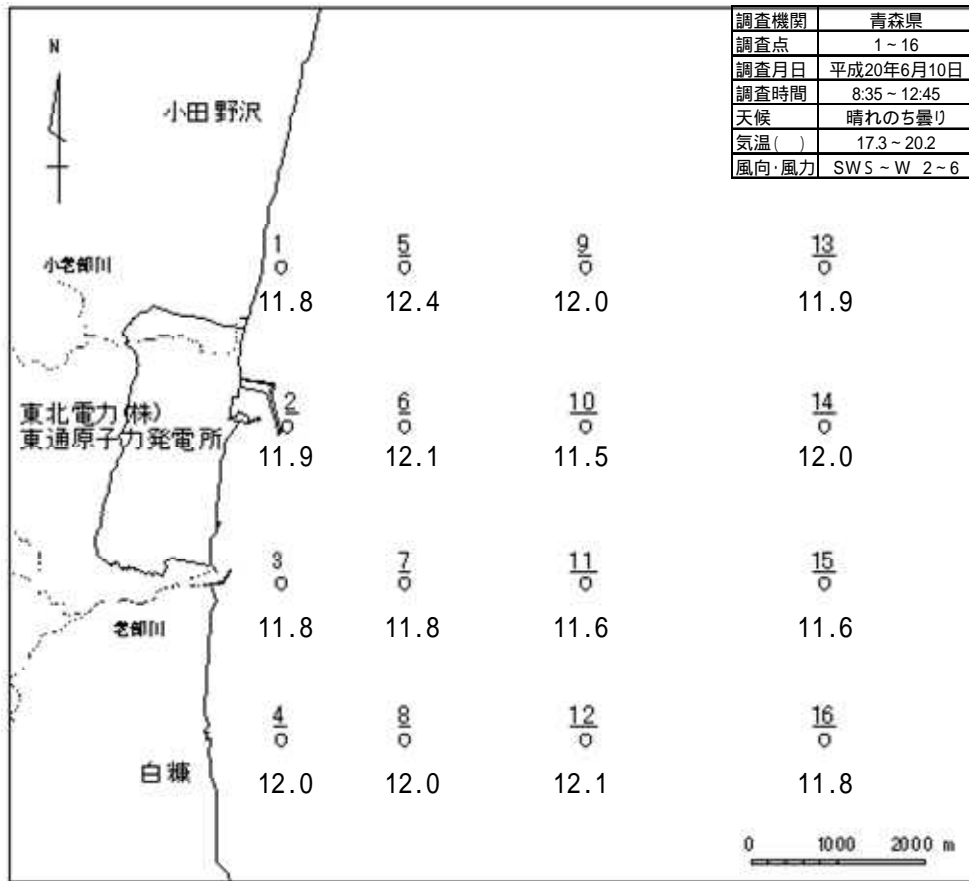 調査機関 青森県
調査点 1~16
調査月日 平成20年6月10日
調査時間 8:35~12:45
天候 晴れのち曇り
気温( ) 17.3~20.2
風向・風力 SWS~W 2~6
N
小田野沢
1 5 9 13
小老部川
11.8 12.4 12.0 11.9
2 6 10 14
東北電力(株)
東通原子力発電所
11.9 12.1 11.5 12.0
3 7 11 15
11.8 11.8 11.6 11.6
老部川
4 8 12 16
白糠
12.0 12.0 12.1 11.8
0 1000 2000 m